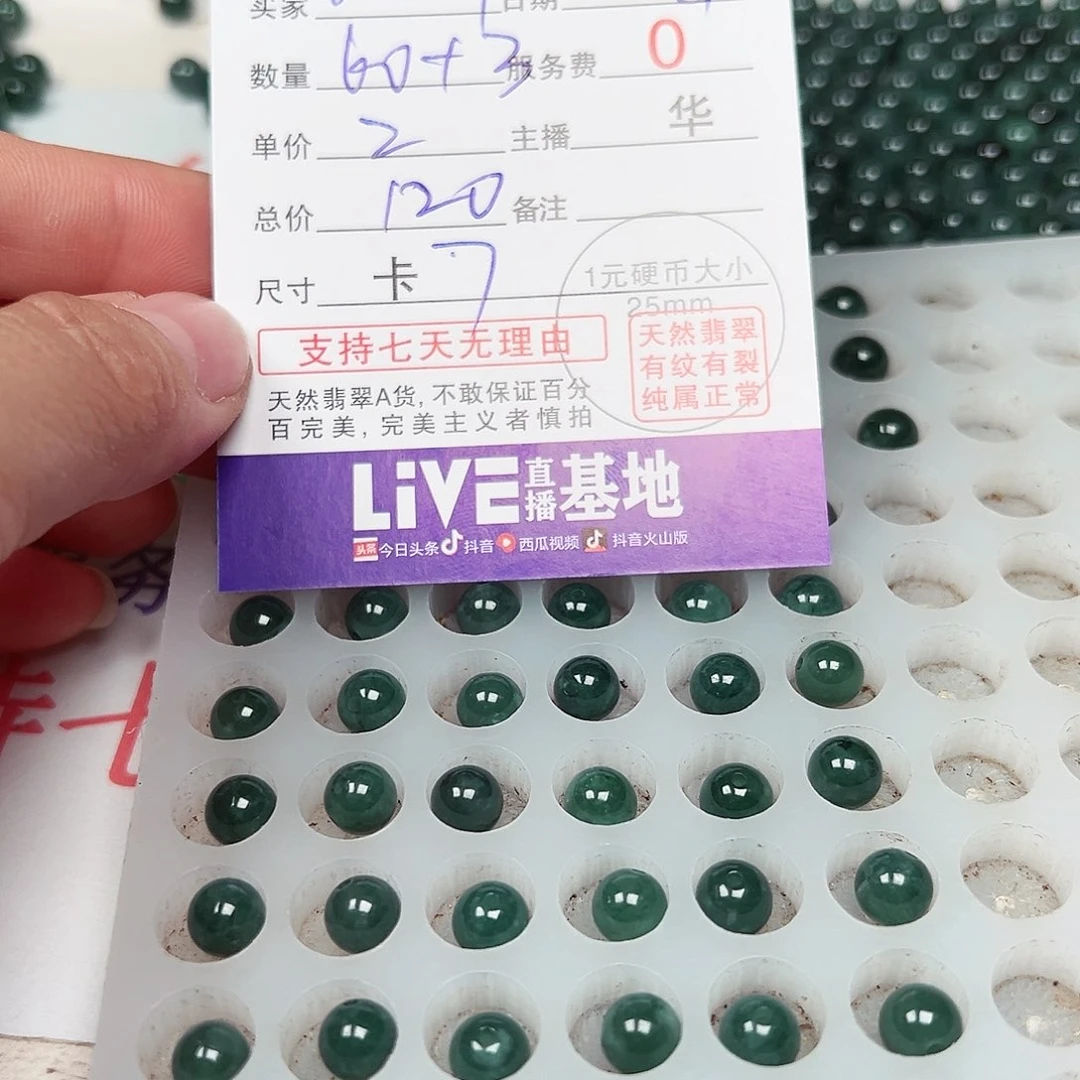 买家 日期
数量 60+3 服务费 0
单价 2 主播 华
总价 120 备注
尺寸 卡 7
1元硬币大小
25mm
支持七天无理由
天然翡翠
有纹有裂
纯属正常
天然翡翠A货，不敢保证百分
百完美，完美主义者慎拍
LiVE直播基地
头条 今日头条 抖音 西瓜视频 抖音火山版